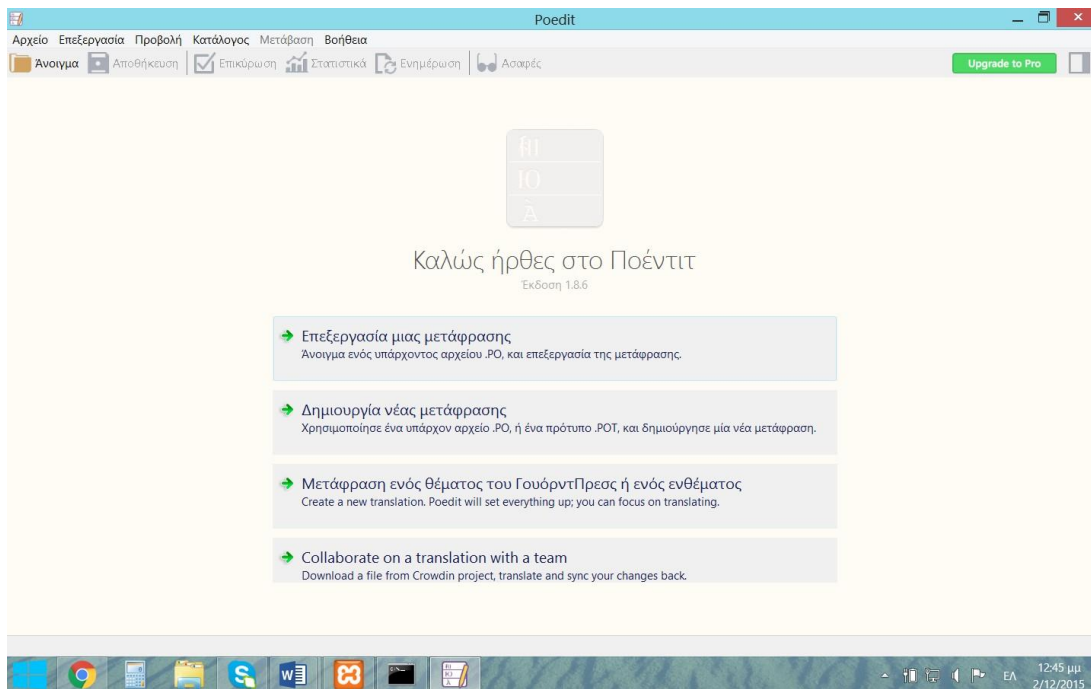 Poedit
Αρχείο Επεξεργασία Προβολή Κατάλογος Μετάβαση Βοήθεια
Άνοιγμα Αποθήκευση Επικύρωση Στατιστικά Ενημέρωση Ασαφές Upgrade to Pro
Καλώς ήρθες στο Ποέντιτ
Έκδοση 1.8.6
Επεξεργασία μιας μετάφρασης
Άνοιγμα ενός υπάρχοντος αρχείου .PO, και επεξεργασία της μετάφρασης.
Δημιουργία νέας μετάφρασης
Χρησιμοποίησε ένα υπάρχον αρχείο .PO, ή ένα πρότυπο .POT, και δημιούργησε μία νέα μετάφραση.
Μετάφραση ενός θέματος του ΓουόρντΠρεσς ή ενός ενθέματος
Create a new translation. Poedit will set everything up; you can focus on translating.
Collaborate on a translation with a team
Download a file from Crowdin project, translate and sync your changes back.
ΕΛ 12:45 μμ
2/12/2015